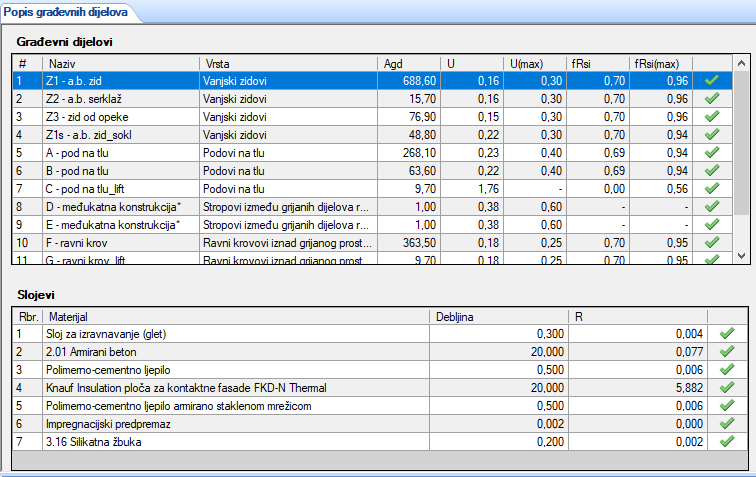 Popis građevnih dijelova
Građevni dijelovi
# Naziv Vrsta Agd U U(max) fRsi fRsi(max)
1 Z1 - a.b. zid Vanjski zidovi 688,60 0,16 0,30 0,70 0,96
2 Z2 - a.b. serklaž Vanjski zidovi 15,70 0,16 0,30 0,70 0,96
3 Z3 - zid od opeke Vanjski zidovi 76,90 0,15 0,30 0,70 0,96
4 Z1s - a.b. zid_sokl Vanjski zidovi 48,80 0,22 0,30 0,70 0,94
5 A - pod na tlu Podovi na tlu 268,10 0,23 0,40 0,69 0,94
6 B - pod na tlu Podovi na tlu 63,60 0,22 0,40 0,69 0,94
7 C - pod na tlu_lift Podovi na tlu 9,70 1,76 - 0,00 0,56
8 D - međukatna konstrukcija* Stropovi između grijanih dijelova r... 1,00 0,38 0,60 - -
9 E - međukatna konstrukcija* Stropovi između grijanih dijelova r... 1,00 0,38 0,60 - -
10 F - ravni krov Ravni krovovi iznad grijanog prost... 363,50 0,18 0,25 0,70 0,95
11 G - ravni krov_lift Ravni krovovi iznad grijanog prost... 9,70 0,18 0,25 0,70 0,95
Slojevi
Rbr. Materijal Debljina R
1 Sloj za izravnavanje (glet) 0,300 0,004
2 2.01 Armirani beton 20,000 0,077
3 Polimerno-cementno ljepilo 0,500 0,006
4 Knauf Insulation ploča za kontaktne fasade FKD-N Thermal 20,000 5,882
5 Polimerno-cementno ljepilo armirano staklenom mrežicom 0,500 0,006
6 Impregnacijski predpremaz 0,002 0,000
7 3.16 Silikatna žbuka 0,200 0,002